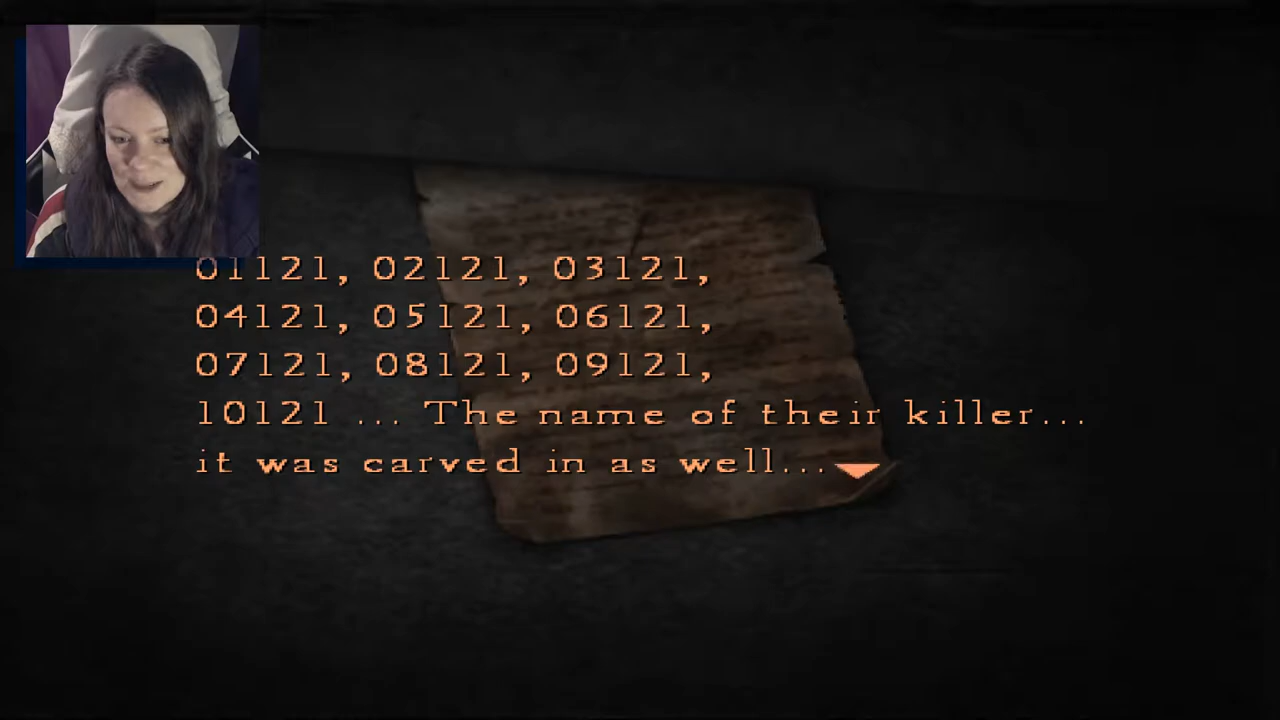 01121, 02121, 03121,
04121, 05121, 06121,
07121, 08121, 09121,
10121 ... The name of their killer...
it was carved in as well...